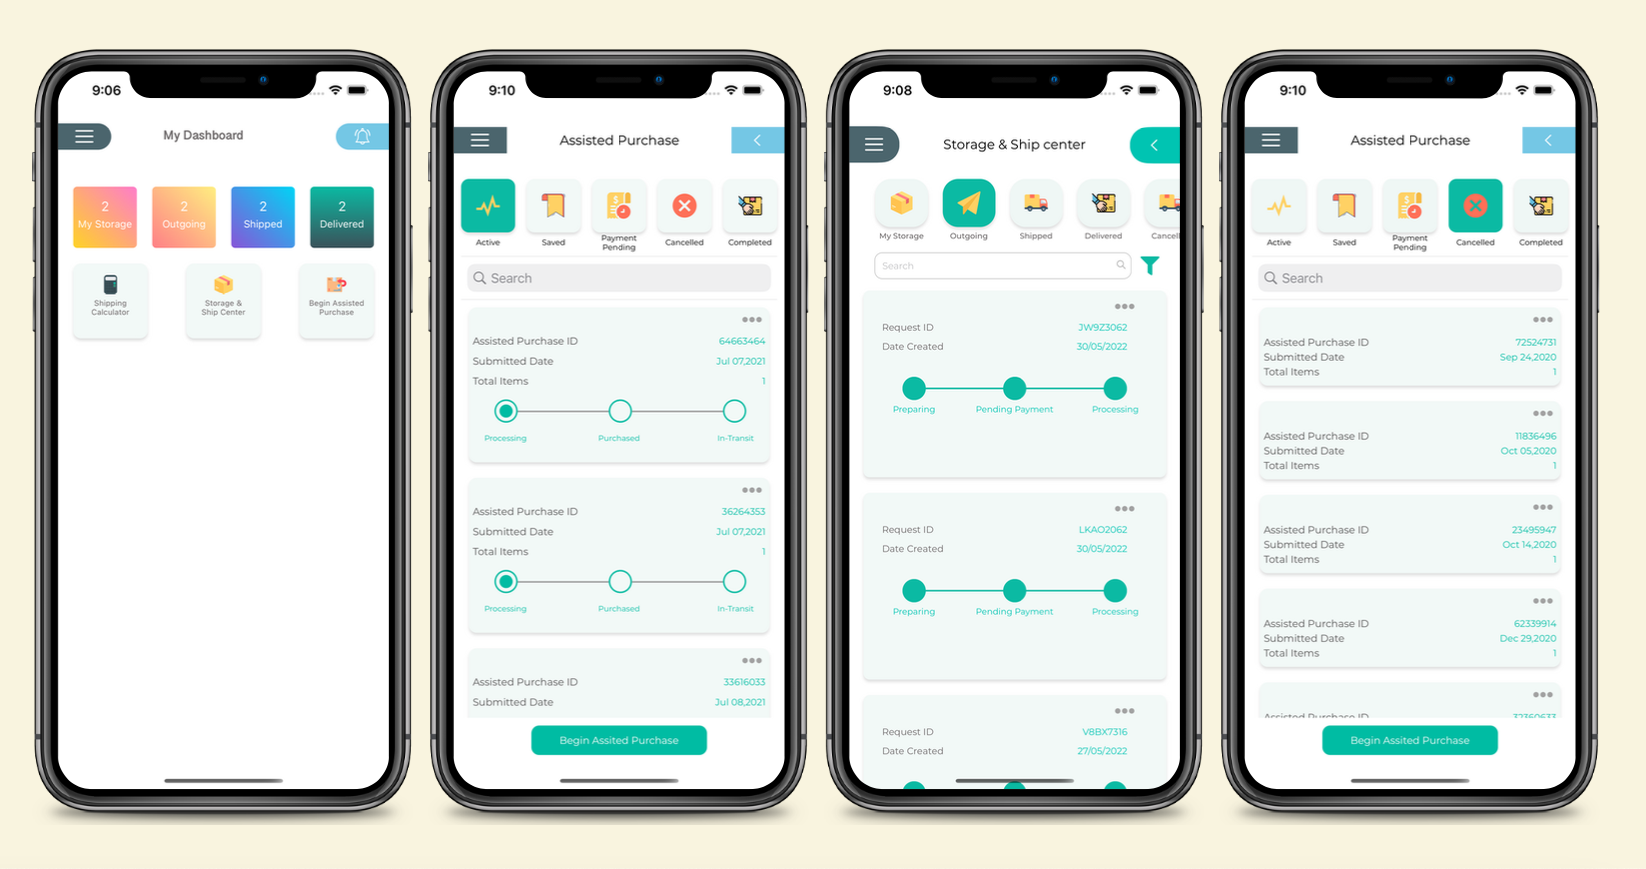 9:06
My Dashboard
2
My Storage
2
Outgoing
2
Shipped
2
Delivered
Shipping
Calculator
Storage &
Ship Center
Begin Assisted
Purchase
9:10
Assisted Purchase
Active
Saved
Payment
Pending
Cancelled
Completed
Search
Assisted Purchase ID 64663464
Submitted Date Jul 07,2021
Total Items 1
Processing Purchased In-Transit
Assisted Purchase ID 36264353
Submitted Date Jul 07,2021
Total Items 1
Processing Purchased In-Transit
Assisted Purchase ID 33616033
Submitted Date Jul 08,2021
Begin Assited Purchase
9:08
Storage & Ship center
My Storage
Outgoing
Shipped
Delivered
Cancell
Search
Request ID JW9Z3062
Date Created 30/05/2022
Preparing Pending Payment Processing
Request ID LKAO2062
Date Created 30/05/2022
Preparing Pending Payment Processing
Request ID V8BX7316
Date Created 27/05/2022
9:10
Assisted Purchase
Active
Saved
Payment
Pending
Cancelled
Completed
Search
Assisted Purchase ID 72524731
Submitted Date Sep 24,2020
Total Items 1
Assisted Purchase ID 11836496
Submitted Date Oct 05,2020
Total Items 1
Assisted Purchase ID 23495947
Submitted Date Oct 14,2020
Total Items 1
Assisted Purchase ID 62339914
Submitted Date Dec 29,2020
Total Items 1
Assisted Purchase ID
Begin Assited Purchase